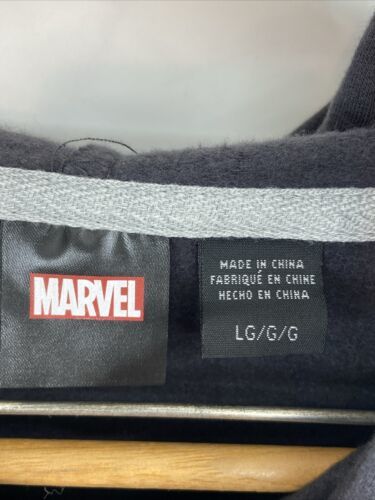 MARVEL
MADE IN CHINA
FABRIQUÉ EN CHINE
HECHO EN CHINA
LG/G/G